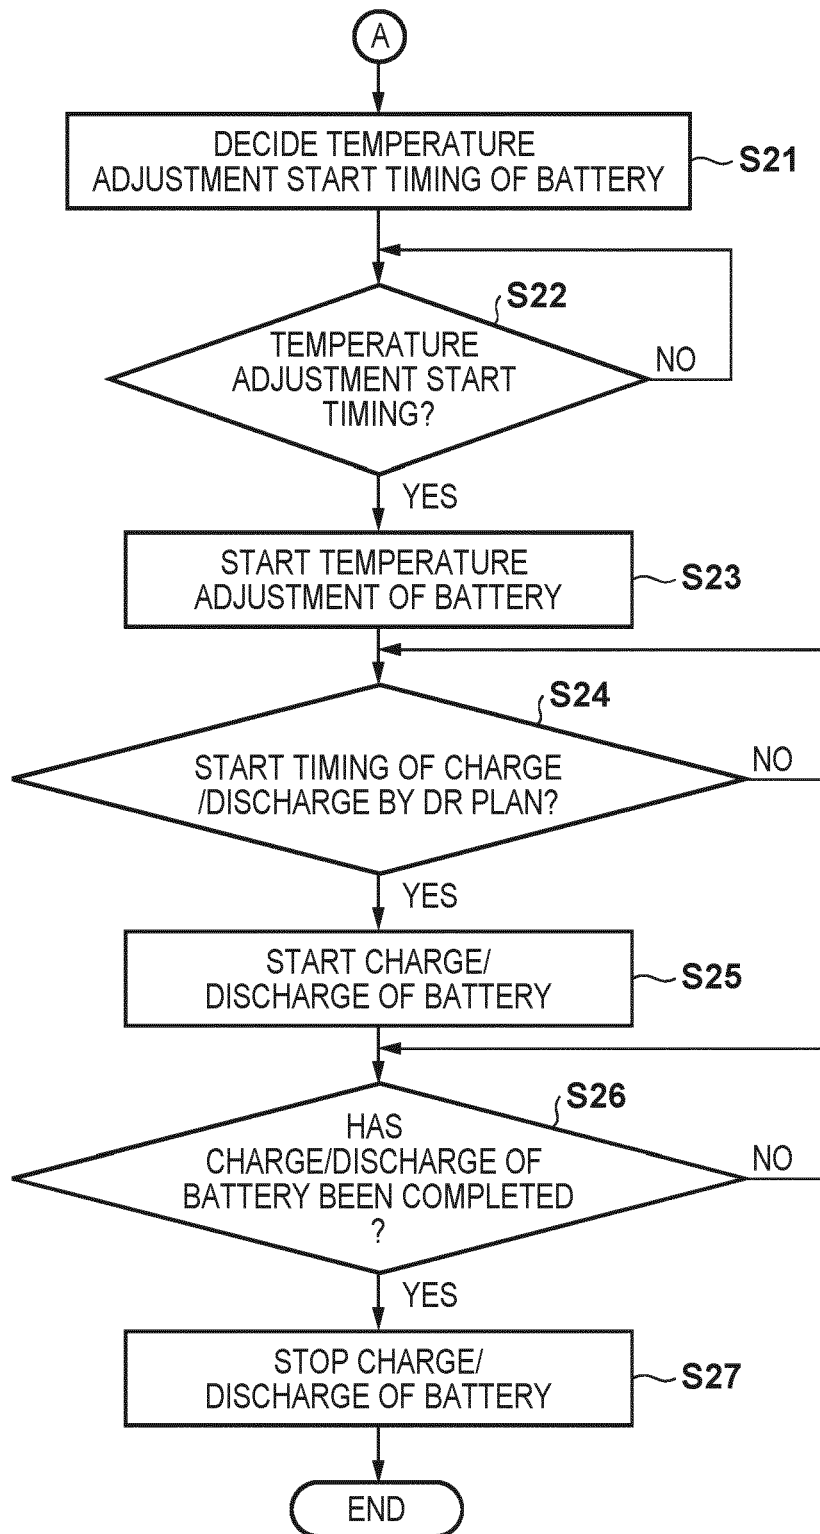 A
DECIDE TEMPERATURE
ADJUSTMENT START TIMING OF BATTERY
S21
S22
TEMPERATURE
ADJUSTMENT START
TIMING?
NO
YES
START TEMPERATURE
ADJUSTMENT OF BATTERY
S23
S24
START TIMING OF CHARGE
/DISCHARGE BY DR PLAN?
NO
YES
START CHARGE/
DISCHARGE OF BATTERY
S25
S26
HAS
CHARGE/DISCHARGE OF
BATTERY BEEN COMPLETED
?
NO
YES
STOP CHARGE/
DISCHARGE OF BATTERY
S27
END